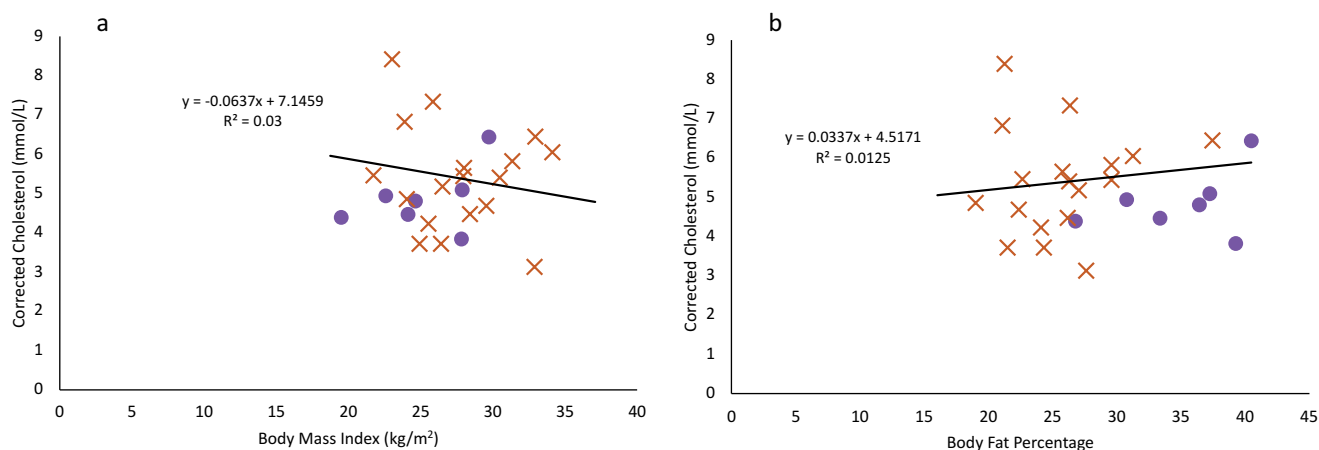 a
9
8
7
6
5
4
3
2
1
0
Corrected Cholesterol (mmol/L)
y = -0.0637x + 7.1459
R² = 0.03
0 5 10 15 20 25 30 35 40
Body Mass Index (kg/m²)
b
9
8
7
6
5
4
3
2
1
0
Corrected Cholesterol (mmol/L)
y = 0.0337x + 4.5171
R² = 0.0125
0 5 10 15 20 25 30 35 40 45
Body Fat Percentage